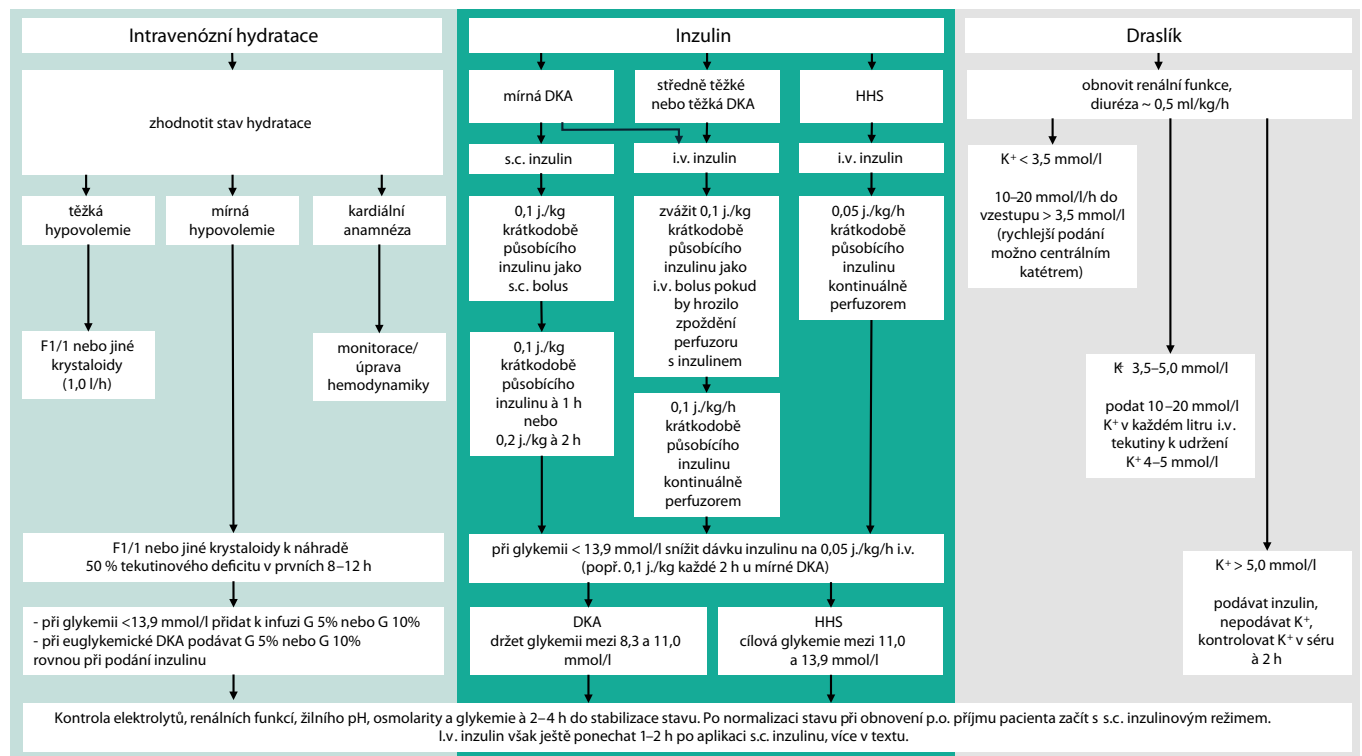 Intravenózní hydratace
zhodnotit stav hydratace
těžká
hypovolemie
mírná
hypovolemie
kardiální
anamnéza
F1/1 nebo jiné
krystaloidy
(1,0 l/h)
monitorace/
úprava
hemodynamiky
F1/1 nebo jiné krystaloidy k náhradě
50 % tekutinového deficitu v prvních 8–12 h
- při glykemii <13,9 mmol/l přidat k infuzi G 5% nebo G 10%
- při euglykemické DKA podávat G 5% nebo G 10%
rovnou při podání inzulinu
Inzulin
mírná DKA
středně těžké
nebo těžká DKA
HHS
s.c. inzulin
i.v. inzulin
i.v. inzulin
0,1 j./kg
krátkodobě
působícího
inzulinu jako
s.c. bolus
zvážit 0,1 j./kg
krátkodobě
působícího
inzulinu jako
i.v. bolus pokud
by hrozilo
zpoždění
perfuzoru
s inzulinem
0,05 j./kg/h
krátkodobě
působícího
inzulinu
kontinuálně
perfuzorem
0,1 j./kg
krátkodobě
působícího
inzulinu à 1 h
nebo
0,2 j./kg à 2 h
0,1 j./kg/h
krátkodobě
působícího
inzulinu
kontinuálně
perfuzorem
při glykemii < 13,9 mmol/l snížit dávku inzulinu na 0,05 j./kg/h i.v.
(popř. 0,1 j./kg každé 2 h u mírné DKA)
DKA
držet glykemii mezi 8,3 a 11,0
mmol/l
HHS
cílová glykemie mezi 11,0
a 13,9 mmol/l
Draslík
obnovit renální funkce,
diuréza ~ 0,5 ml/kg/h
K⁺ < 3,5 mmol/l
10–20 mmol/l/h do
vzestupu > 3,5 mmol/l
(rychlejší podání
možno centrálním
katétrem)
K⁺ 3,5–5,0 mmol/l
podat 10–20 mmol/l
K⁺ v každém litru i.v.
tekutiny k udržení
K⁺ 4–5 mmol/l
K⁺ > 5,0 mmol/l
podávat inzulin,
nepodávat K⁺,
kontrolovat K⁺ v séru
à 2 h
Kontrola elektrolytů, renálních funkcí, žilního pH, osmolarity a glykemie à 2–4 h do stabilizace stavu. Po normalizaci stavu při obnovení p.o. příjmu pacienta začít s s.c. inzulinovým režimem.
I.v. inzulin však ještě ponechat 1–2 h po aplikaci s.c. inzulinu, více v textu.